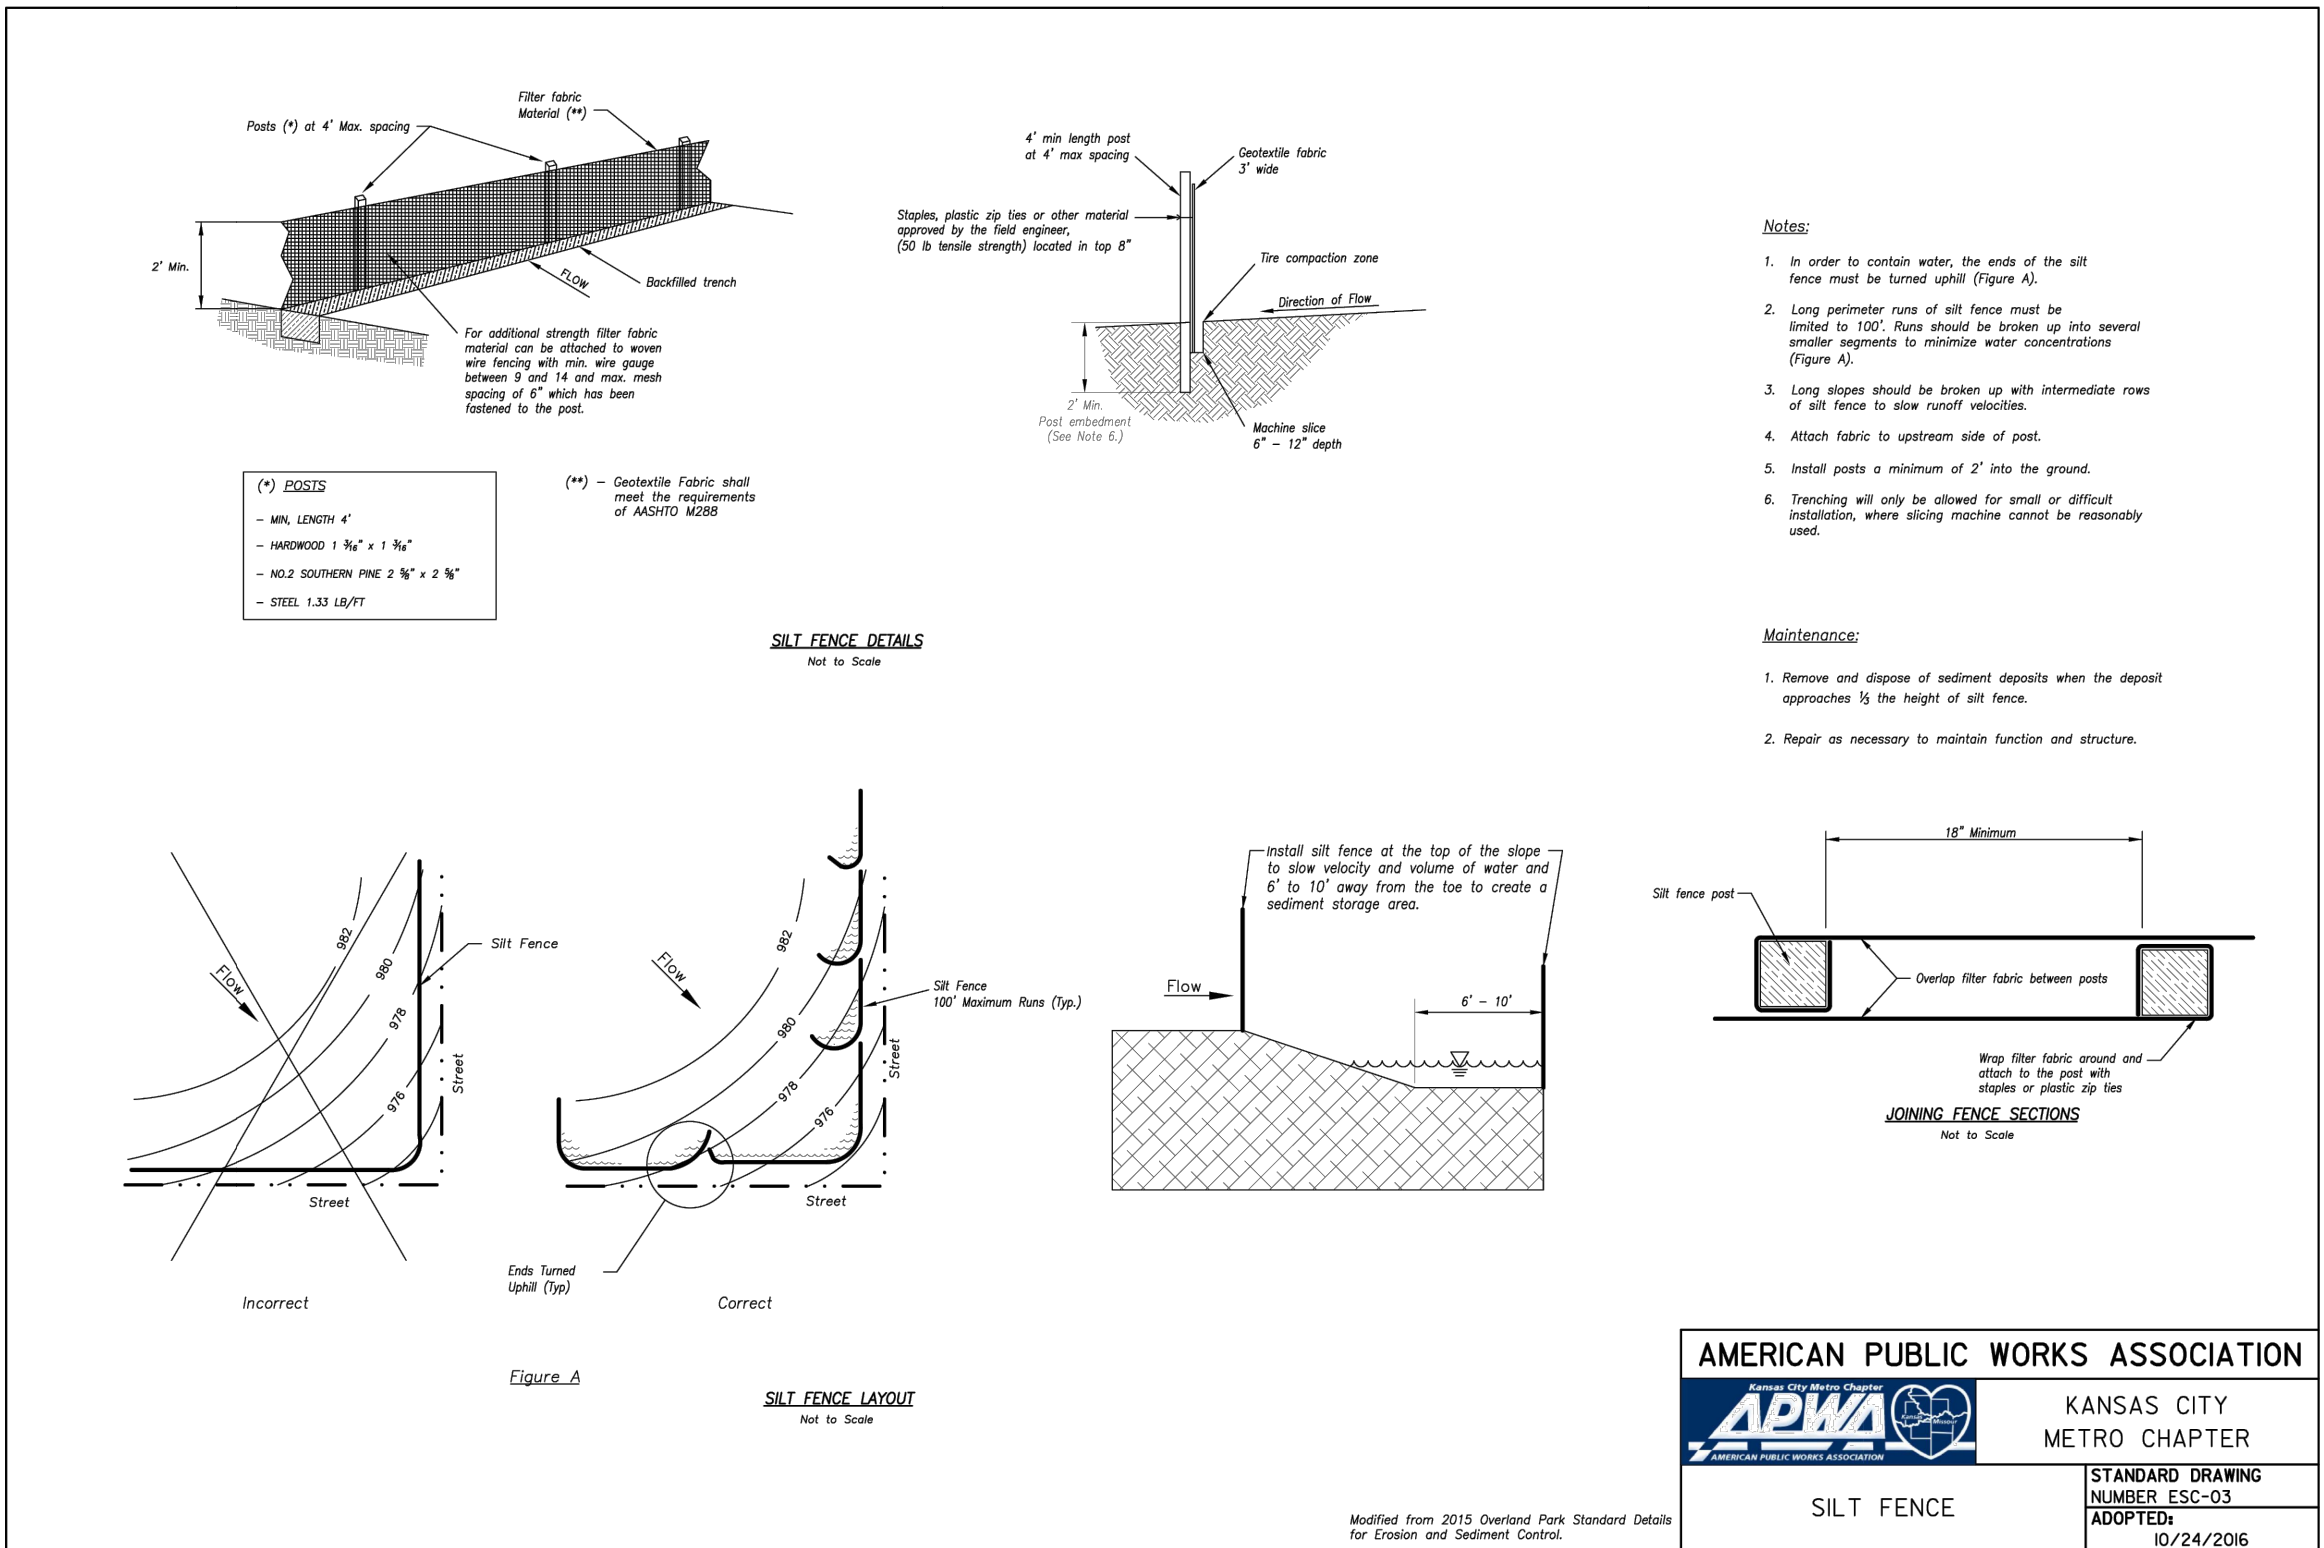 Filter fabric
Material (**)
Posts (*) at 4' Max. spacing
2' Min.
FLOW
Backfilled trench
For additional strength filter fabric
material can be attached to woven
wire fencing with min. wire gauge
between 9 and 14 and max. mesh
spacing of 6" which has been
fastened to the post.
(*) POSTS
– MIN, LENGTH 4'
– HARDWOOD 1 3/16" x 1 3/16"
– NO.2 SOUTHERN PINE 2 5/8" x 2 5/8"
– STEEL 1.33 LB/FT
(**) – Geotextile Fabric shall
meet the requirements
of AASHTO M288
4' min length post
at 4' max spacing
Geotextile fabric
3' wide
Staples, plastic zip ties or other material
approved by the field engineer,
(50 lb tensile strength) located in top 8"
Tire compaction zone
Direction of Flow
2' Min.
Post embedment
(See Note 6.)
Machine slice
6" – 12" depth
SILT FENCE DETAILS
Not to Scale
Notes:
1. In order to contain water, the ends of the silt
fence must be turned uphill (Figure A).
2. Long perimeter runs of silt fence must be
limited to 100'. Runs should be broken up into several
smaller segments to minimize water concentrations
(Figure A).
3. Long slopes should be broken up with intermediate rows
of silt fence to slow runoff velocities.
4. Attach fabric to upstream side of post.
5. Install posts a minimum of 2' into the ground.
6. Trenching will only be allowed for small or difficult
installation, where slicing machine cannot be reasonably
used.
Maintenance:
1. Remove and dispose of sediment deposits when the deposit
approaches 1/3 the height of silt fence.
2. Repair as necessary to maintain function and structure.
982
980
978
976
Flow
Silt Fence
Street
Street
Incorrect
982
980
978
976
Flow
Silt Fence
100' Maximum Runs (Typ.)
Street
Street
Ends Turned
Uphill (Typ)
Correct
Figure A
SILT FENCE LAYOUT
Not to Scale
Install silt fence at the top of the slope
to slow velocity and volume of water and
6' to 10' away from the toe to create a
sediment storage area.
Flow
6' – 10'
18" Minimum
Silt fence post
Overlap filter fabric between posts
Wrap filter fabric around and
attach to the post with
staples or plastic zip ties
JOINING FENCE SECTIONS
Not to Scale
Modified from 2015 Overland Park Standard Details
for Erosion and Sediment Control.
AMERICAN PUBLIC WORKS ASSOCIATION
Kansas City Metro Chapter
APWA
Kansas
Missouri
AMERICAN PUBLIC WORKS ASSOCIATION
KANSAS CITY
METRO CHAPTER
SILT FENCE
STANDARD DRAWING
NUMBER ESC-03
ADOPTED:
10/24/2016